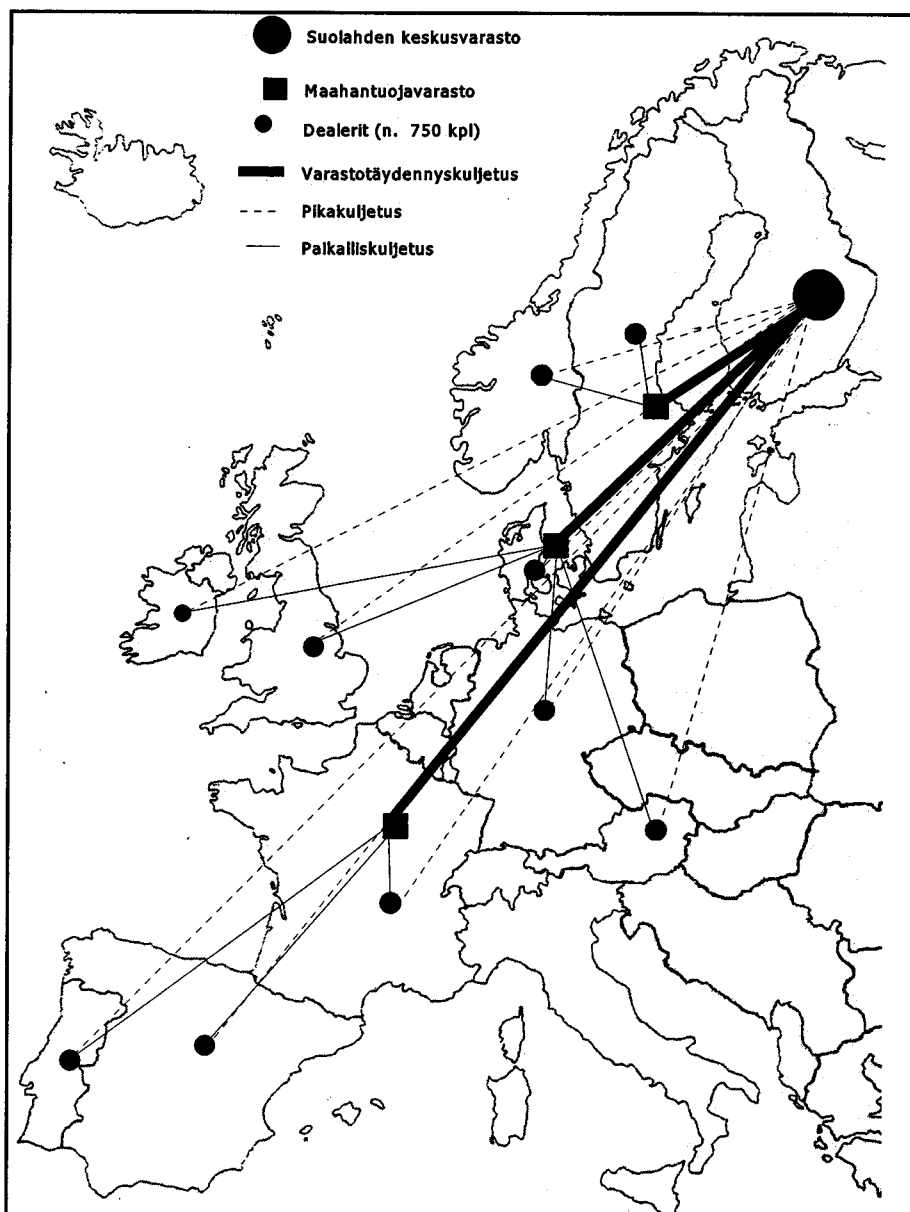 Suolahden keskusvarasto
Maahantuojavarasto
Dealerit (n. 750 kpl)
Varastotäydennyskuljetus
Pikakuljetus
Paikalliskuljetus